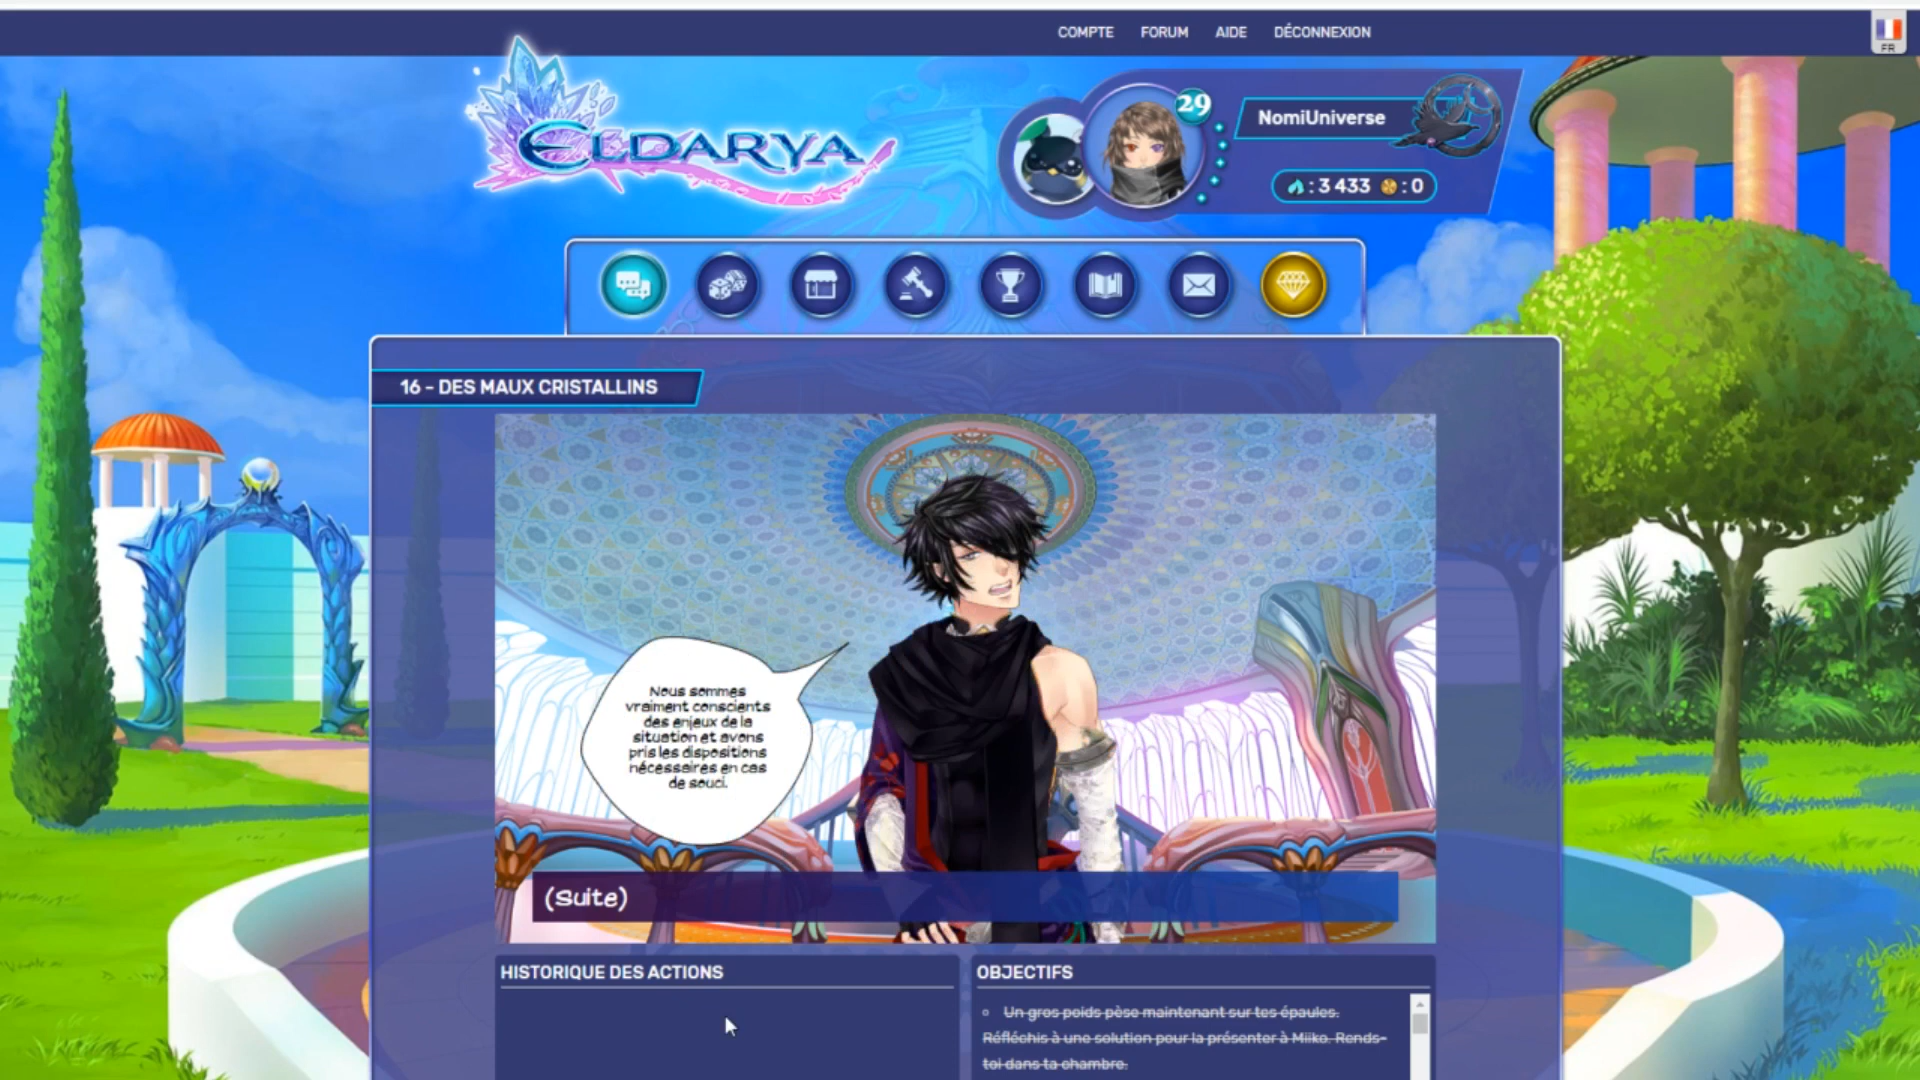 COMPTE FORUM AIDE DÉCONNEXION
FR
ELDARYA
29
NomiUniverse
: 3 433 : 0
16 - DES MAUX CRISTALLINS
Nous sommes
vraiment conscients
des enjeux de la
situation et avons
pris les dispositions
nécessaires en cas
de souci.
(Suite)
HISTORIQUE DES ACTIONS
OBJECTIFS
Un gros poids pèse maintenant sur tes épaules.
Réfléchis à une solution pour la présenter à Miiko. Rends-
toi dans ta chambre.